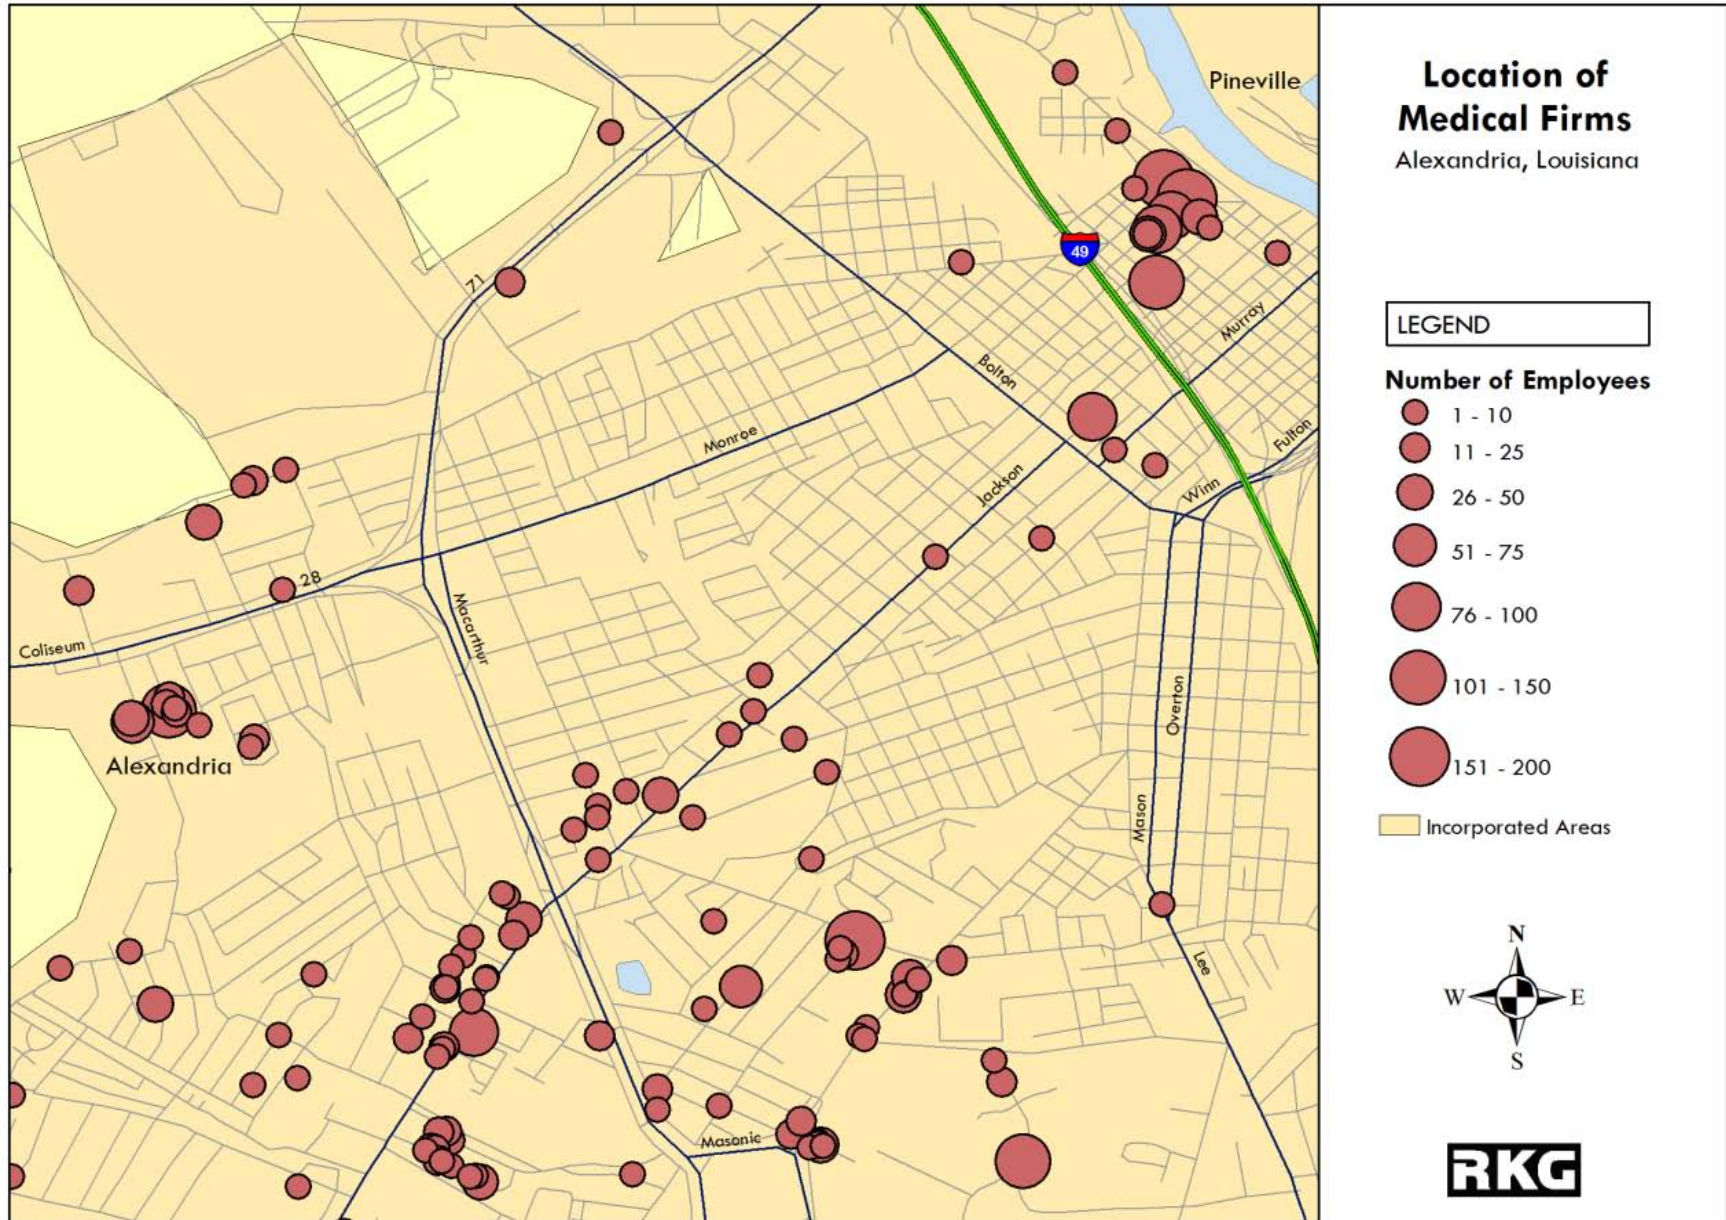 Location of
Medical Firms
Alexandria, Louisiana
LEGEND
Number of Employees
1 - 10
11 - 25
26 - 50
51 - 75
76 - 100
101 - 150
151 - 200
Incorporated Areas
N
W E
S
RKG
Pineville
49
71
Murray
Bolton
Fulton
Monroe
Jackson
Winn
28
Macarthur
Coliseum
Overton
Alexandria
Mason
Lee
Masonic